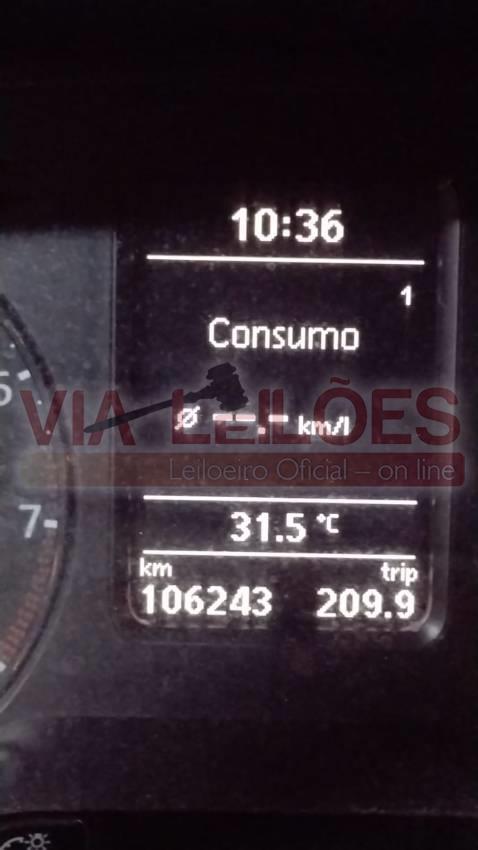 10:36
1
Consumo
Ø --.- km/l
VIA LEILÕES
Leiloeiro Oficial – on line
31.5 °C
km trip
106243 209.9
6
7